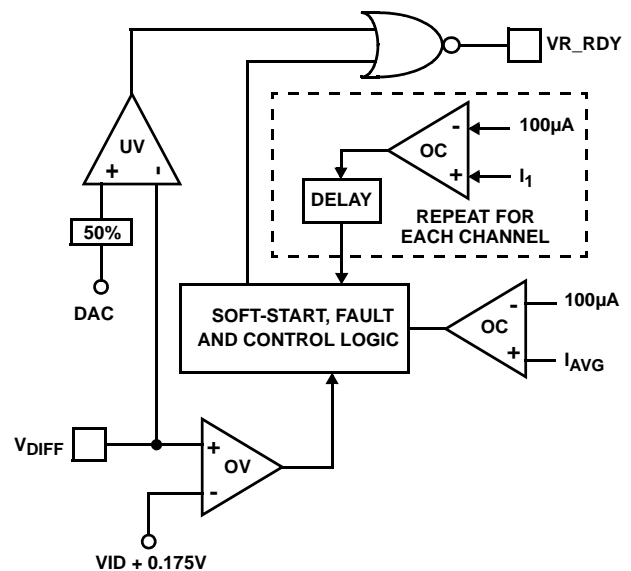 VR_RDY
UV
+ -
50%
DAC
- 100µA
OC
+ I1
DELAY
REPEAT FOR
EACH CHANNEL
SOFT-START, FAULT
AND CONTROL LOGIC
- 100µA
OC
+ IAVG
VDIFF
+
OV
-
VID + 0.175V